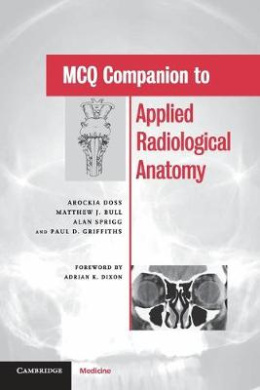 MCQ Companion to
Applied
Radiological
Anatomy
AROCKIA DOSS
MATTHEW J. BULL
ALAN SPRIGG
AND PAUL D. GRIFFITHS
FOREWORD BY
ADRIAN K. DIXON
CAMBRIDGE
Medicine